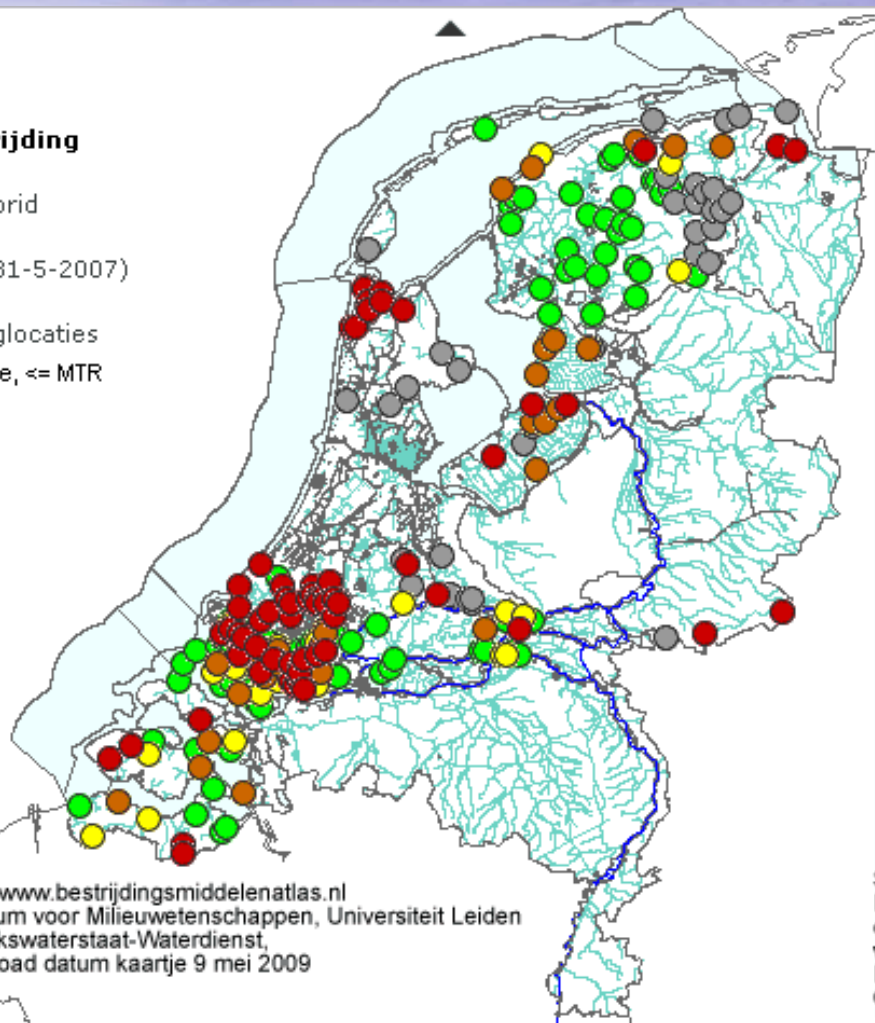 ijding
orid
31-5-2007)
glocaties
e, <= MTR
www.bestrijdingsmiddelenatlas.nl
um voor Milieuwetenschappen, Universiteit Leiden
kswaterstaat-Waterdienst,
oad datum kaartje 9 mei 2009